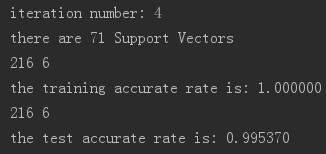 iteration number: 4
there are 71 Support Vectors
216 6
the training accurate rate is: 1.000000
216 6
the test accurate rate is: 0.995370